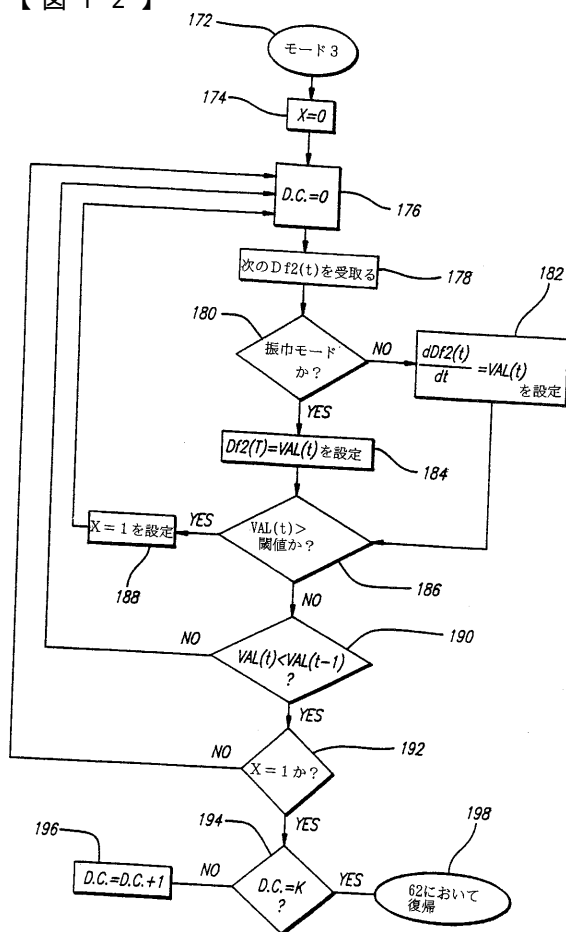 【図１２】
172
モード３
174
X=0
D.C.=0
176
次のＤf2(t)を受取る
178
180
振巾モード
か？
NO
182
dDf2(t)
dt
=VAL(t)
を設定
YES
Df2(T)=VAL(t)を設定
184
VAL(t)＞
閾値か？
186
YES
X＝１を設定
188
NO
190
VAL(t)<VAL(t-1)
?
NO
YES
192
X＝１か？
NO
YES
194
D.C.=K
?
NO
196
D.C.=D.C.+1
YES
198
62において
復帰